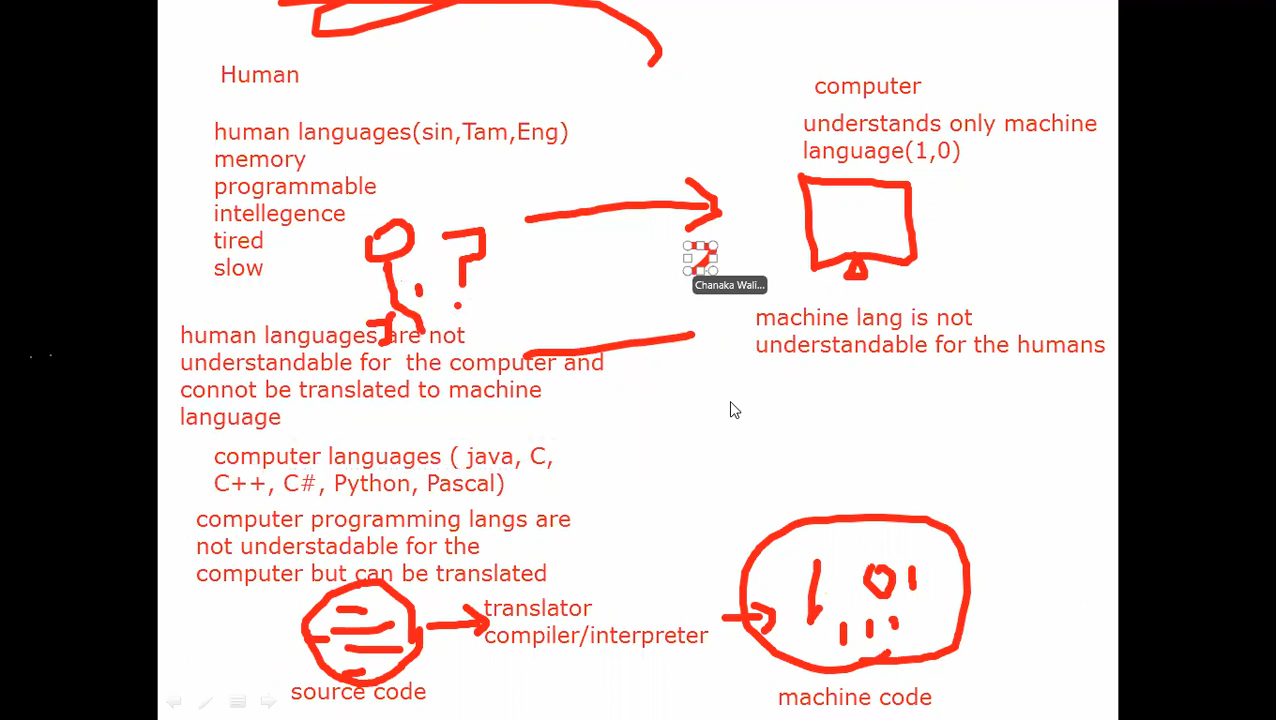 Human
human languages(sin,Tam,Eng)
memory
programmable
intellegence
tired
slow
computer
understands only machine
language(1,0)
Chanaka Wali...
human languages are not
understandable for the computer and
connot be translated to machine
language
machine lang is not
understandable for the humans
computer languages ( java, C,
C++, C#, Python, Pascal)
computer programming langs are
not understadable for the
computer but can be translated
translator
compiler/interpreter
source code
machine code